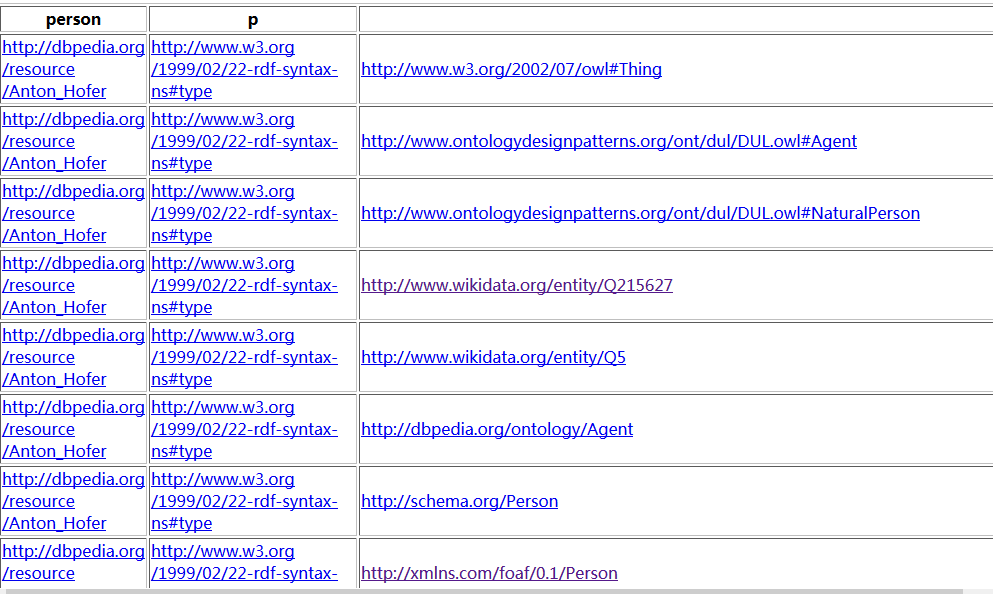 person p
http://dbpedia.org http://www.w3.org
/resource /1999/02/22-rdf-syntax- http://www.w3.org/2002/07/owl#Thing
/Anton_Hofer ns#type
http://dbpedia.org http://www.w3.org
/resource /1999/02/22-rdf-syntax- http://www.ontologydesignpatterns.org/ont/dul/DUL.owl#Agent
/Anton_Hofer ns#type
http://dbpedia.org http://www.w3.org
/resource /1999/02/22-rdf-syntax- http://www.ontologydesignpatterns.org/ont/dul/DUL.owl#NaturalPerson
/Anton_Hofer ns#type
http://dbpedia.org http://www.w3.org
/resource /1999/02/22-rdf-syntax- http://www.wikidata.org/entity/Q215627
/Anton_Hofer ns#type
http://dbpedia.org http://www.w3.org
/resource /1999/02/22-rdf-syntax- http://www.wikidata.org/entity/Q5
/Anton_Hofer ns#type
http://dbpedia.org http://www.w3.org
/resource /1999/02/22-rdf-syntax- http://dbpedia.org/ontology/Agent
/Anton_Hofer ns#type
http://dbpedia.org http://www.w3.org
/resource /1999/02/22-rdf-syntax- http://schema.org/Person
/Anton_Hofer ns#type
http://dbpedia.org http://www.w3.org
/resource /1999/02/22-rdf-syntax- http://xmlns.com/foaf/0.1/Person